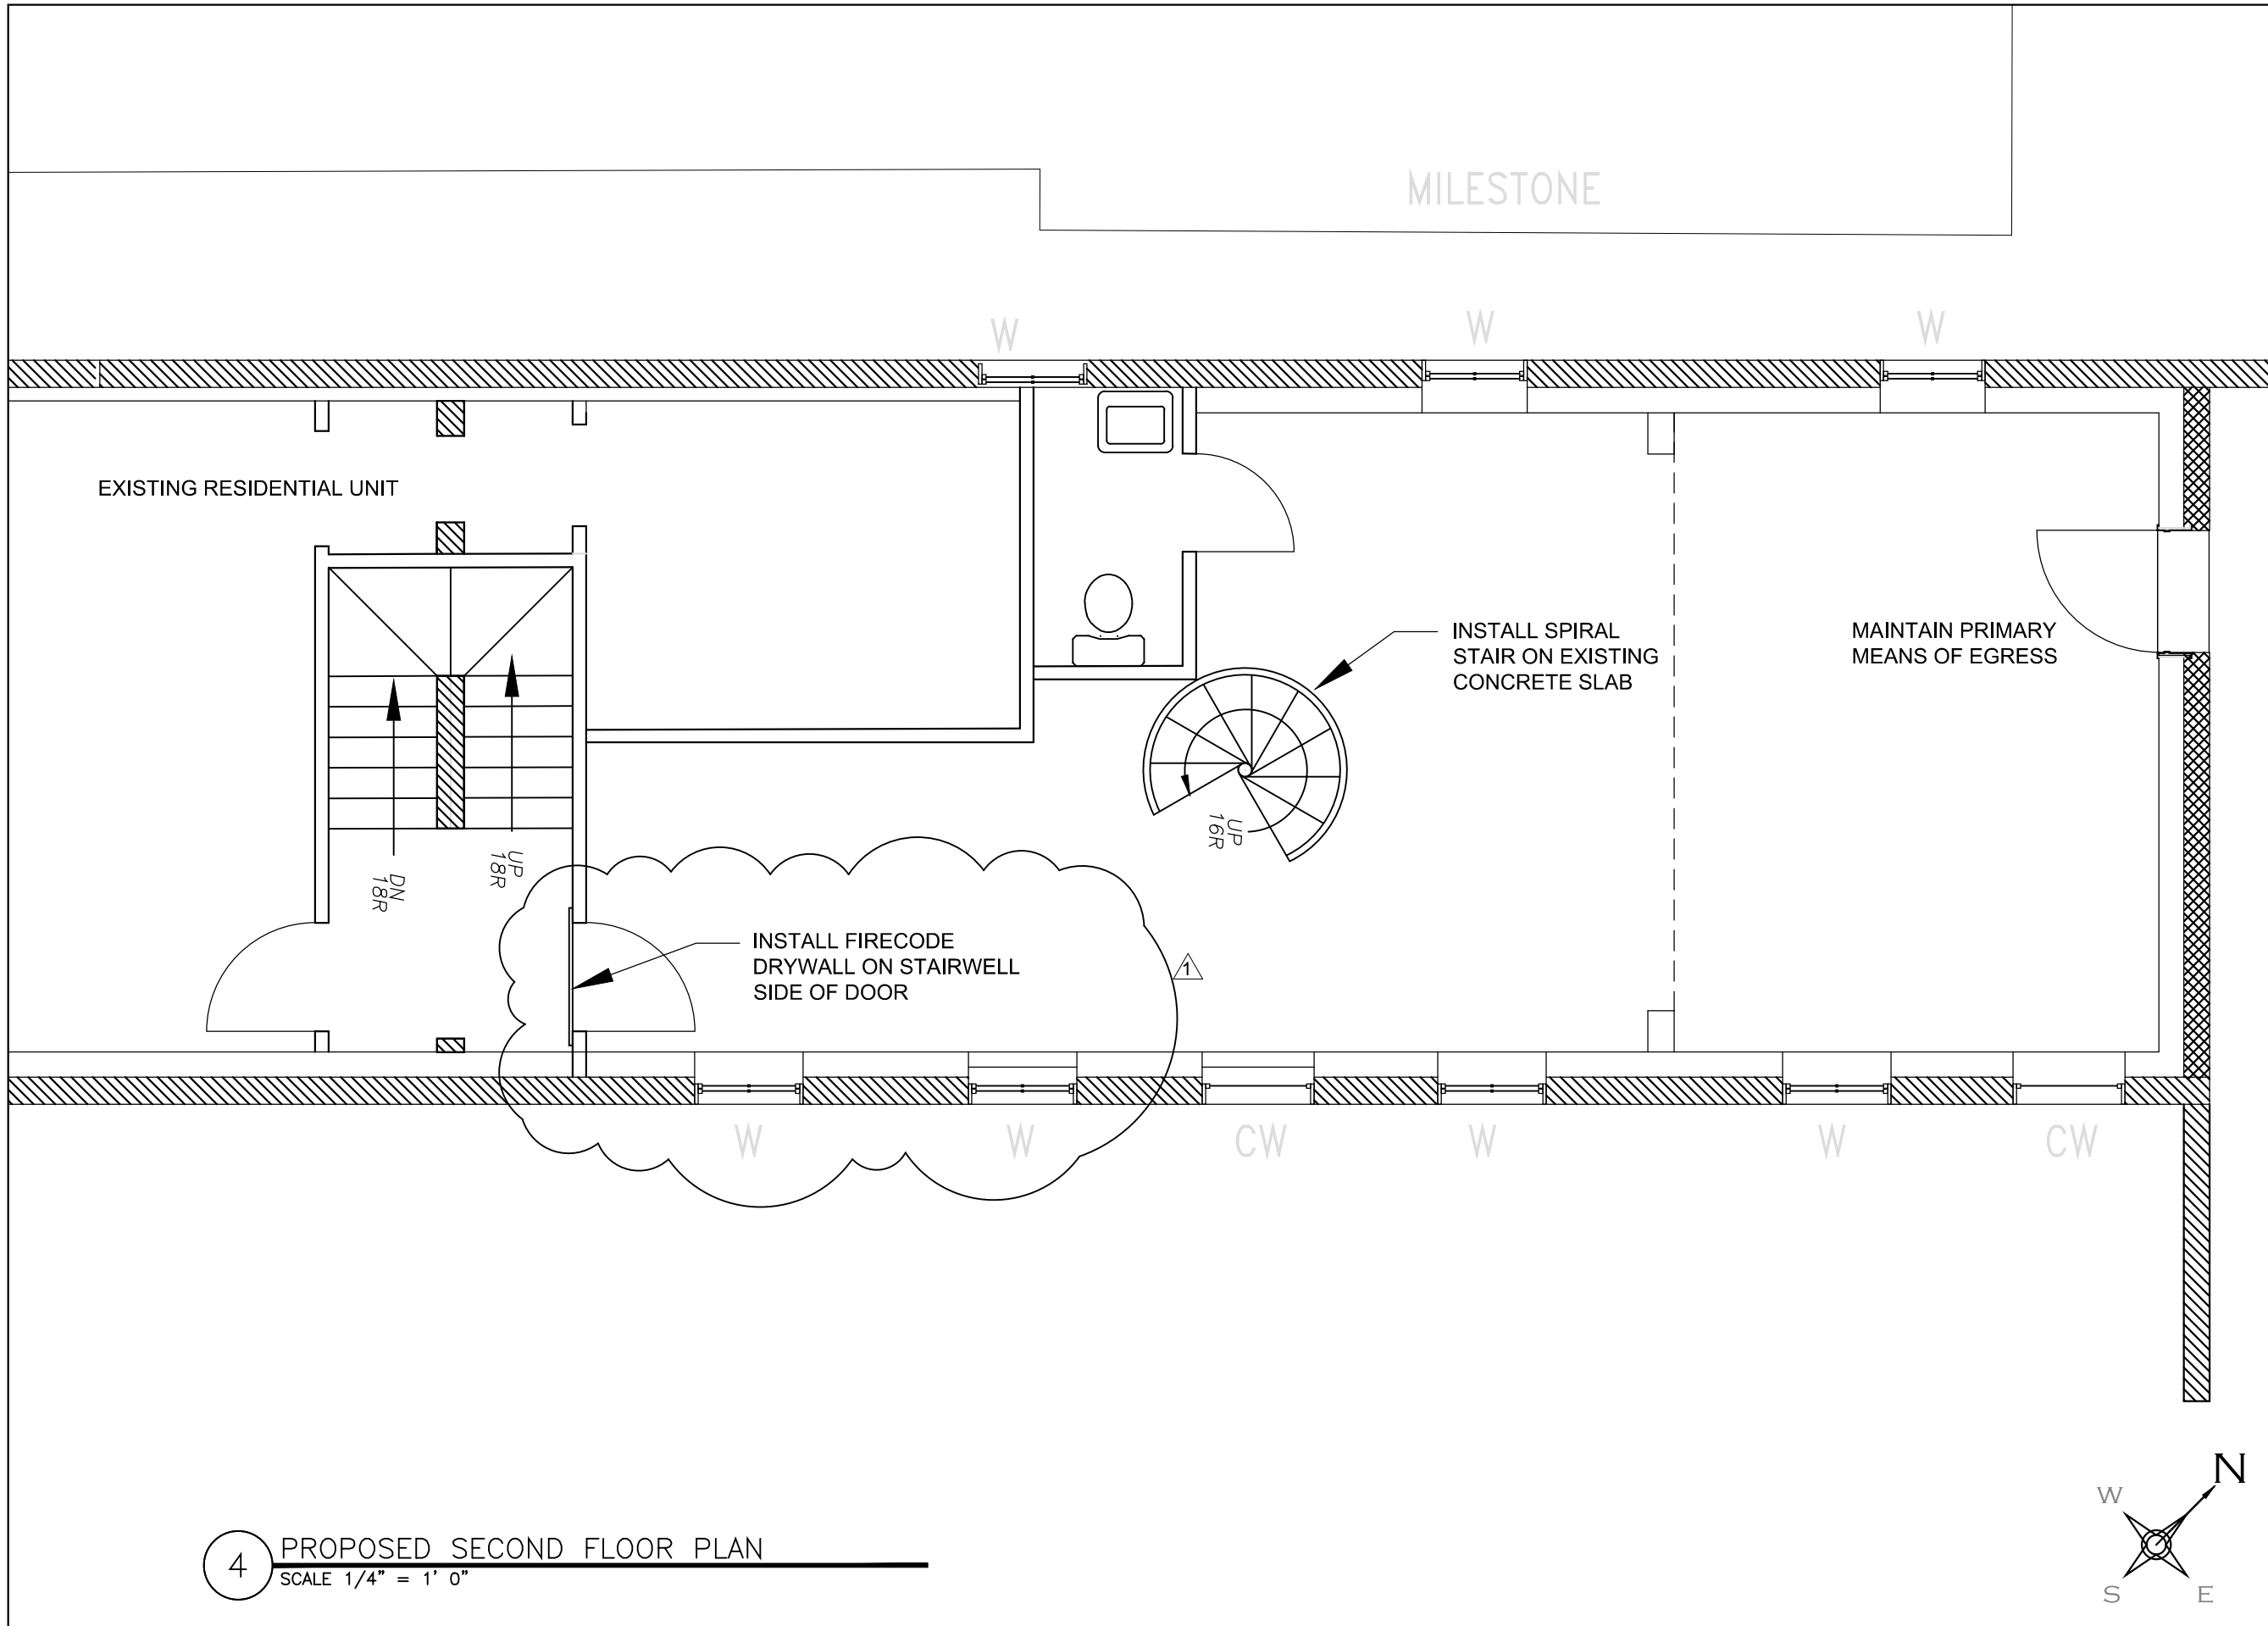 MILESTONE
W
W
W
EXISTING RESIDENTIAL UNIT
INSTALL SPIRAL
STAIR ON EXISTING
CONCRETE SLAB
MAINTAIN PRIMARY
MEANS OF EGRESS
UP
16R
UP
18R
DN
18R
INSTALL FIRECODE
DRYWALL ON STAIRWELL
SIDE OF DOOR
1
W
W
CW
W
W
CW
N
W
S
E
4
PROPOSED SECOND FLOOR PLAN
SCALE 1/4" = 1' 0"